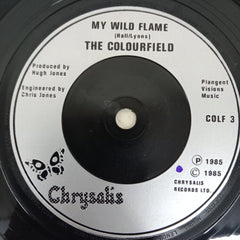 MY WILD FLAME
(Hall/Lyons)
THE COLOURFIELD
Produced by
Hugh Jones
Engineered by
Chris Jones
Plangent
Visions
Music
COLF 3
Chrysalis
℗ 1985
© 1985
CHRYSALIS
RECORDS LTD.